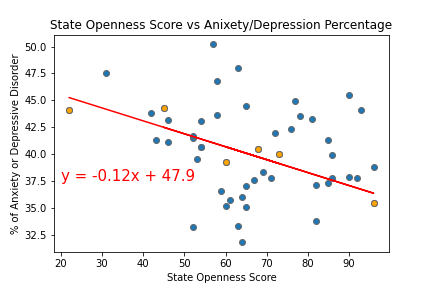 State Openness Score vs Anixety/Depression Percentage
% of Anxiety or Depressive Disorder
50.0
47.5
45.0
42.5
40.0
37.5
35.0
32.5
y = -0.12x + 47.9
20 30 40 50 60 70 80 90
State Openness Score